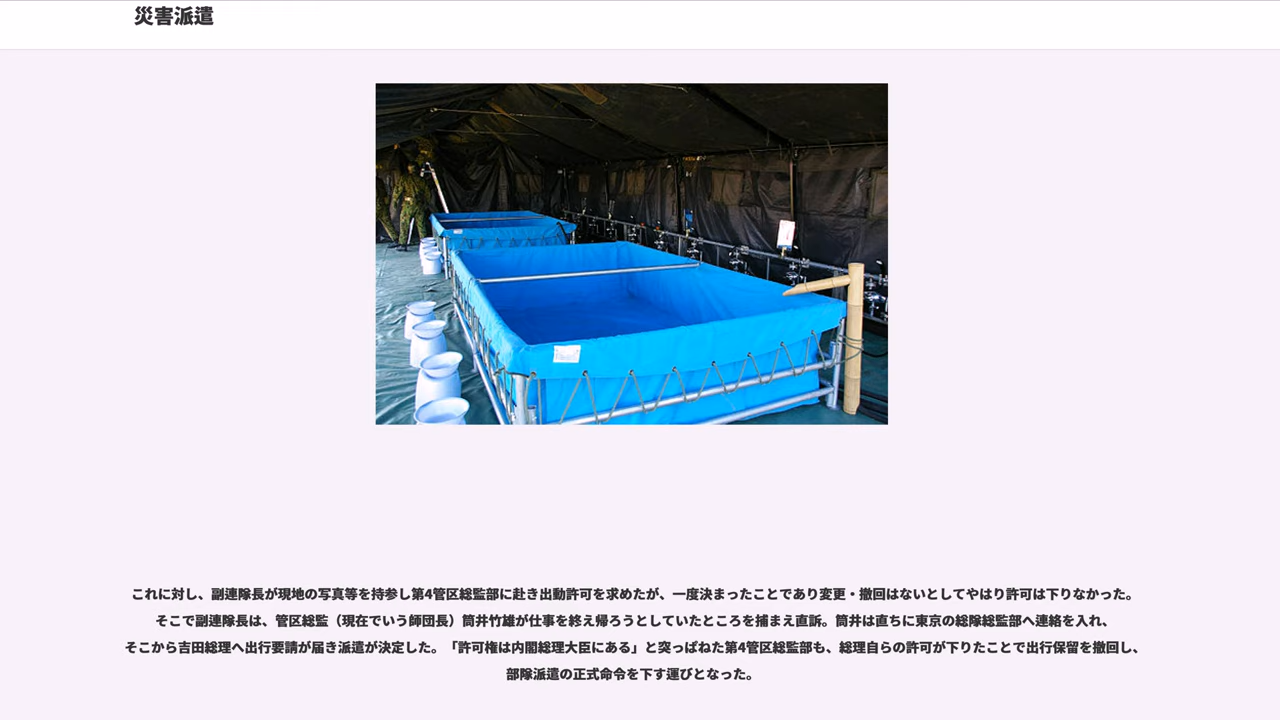 災害派遣
これに対し、副連隊長が現地の写真等を持参し第4管区総監部に赴き出動許可を求めたが、一度決まったことであり変更・撤回はないとしてやはり許可は下りなかった。
そこで副連隊長は、管区総監（現在でいう師団長）筒井竹雄が仕事を終え帰ろうとしていたところを捕まえ直訴。筒井は直ちに東京の総隊総監部へ連絡を入れ、
そこから吉田総理へ出行要請が届き派遣が決定した。「許可権は内閣総理大臣にある」と突っぱねた第4管区総監部も、総理自らの許可が下りたことで出行保留を撤回し、
部隊派遣の正式命令を下す運びとなった。